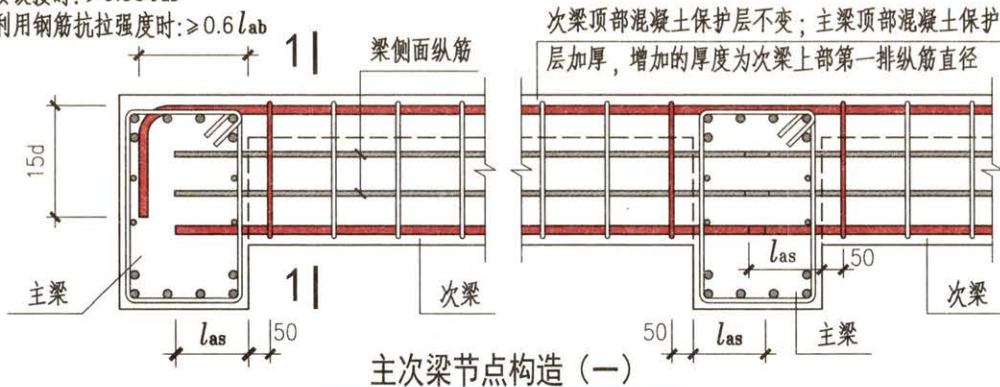 利用钢筋抗拉强度时:≥0.6lab
次梁顶部混凝土保护层不变;主梁顶部混凝土保护
层加厚,增加的厚度为次梁上部第一排纵筋直径
1
梁侧面纵筋
15d
las
50
主梁
1
次梁
次梁
las
50
50
las
主梁
主次梁节点构造(一)